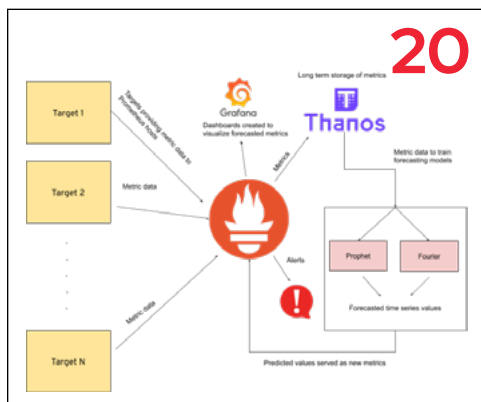 20
Target 1
Targets providing metric data to
Prometheus hosts
Grafana
Dashboards created to
visualize forecasted metrics
Long term storage of metrics
Thanos
Metrics
Metric data to train
forecasting models
Target 2
Metric data
Prophet
Fourier
Alerts
Forecasted time series values
Metric data
Target N
Predicted values served as new metrics